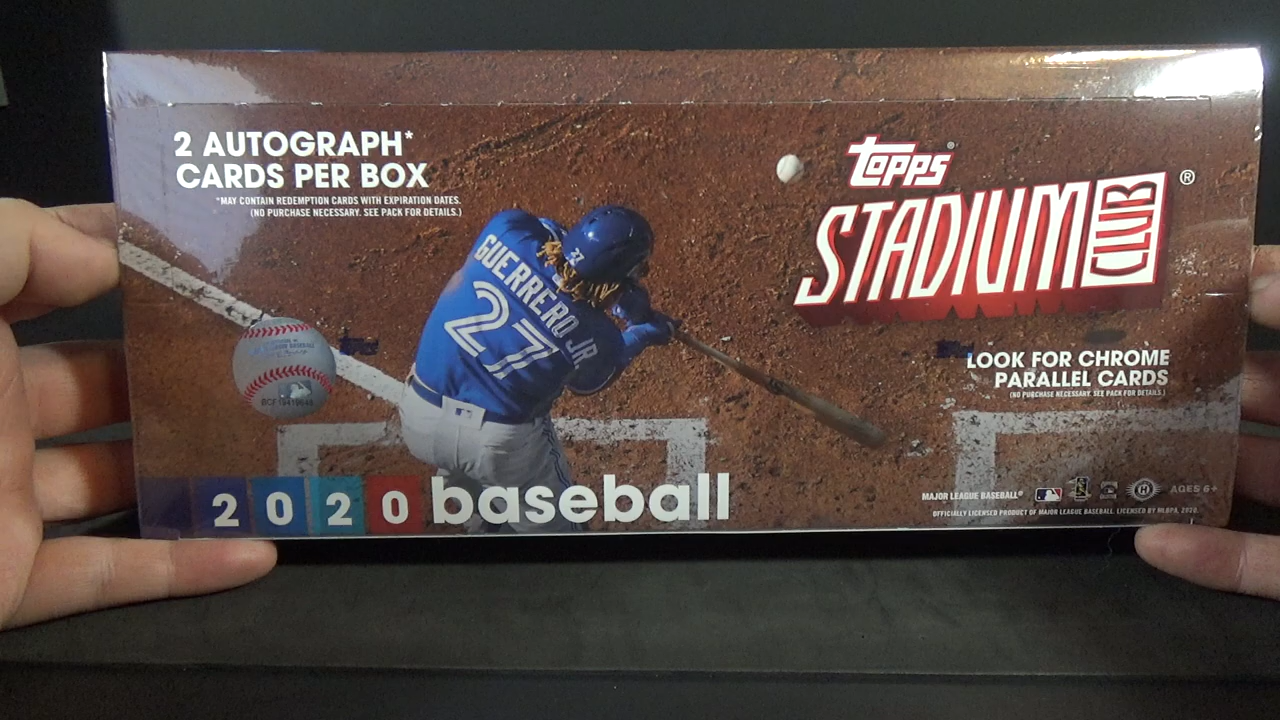 2 AUTOGRAPH*
CARDS PER BOX
*MAY CONTAIN REDEMPTION CARDS WITH EXPIRATION DATES.
(NO PURCHASE NECESSARY. SEE PACK FOR DETAILS.)
topps®
STADIUM CLUB®
27
GUERRERO JR.
27
LOOK FOR CHROME
PARALLEL CARDS
(NO PURCHASE NECESSARY. SEE PACK FOR DETAILS.)
2020 baseball
MAJOR LEAGUE BASEBALL®
AGES 6+
OFFICIALLY LICENSED PRODUCT OF MAJOR LEAGUE BASEBALL. LICENSED BY MLBPA, 2020.